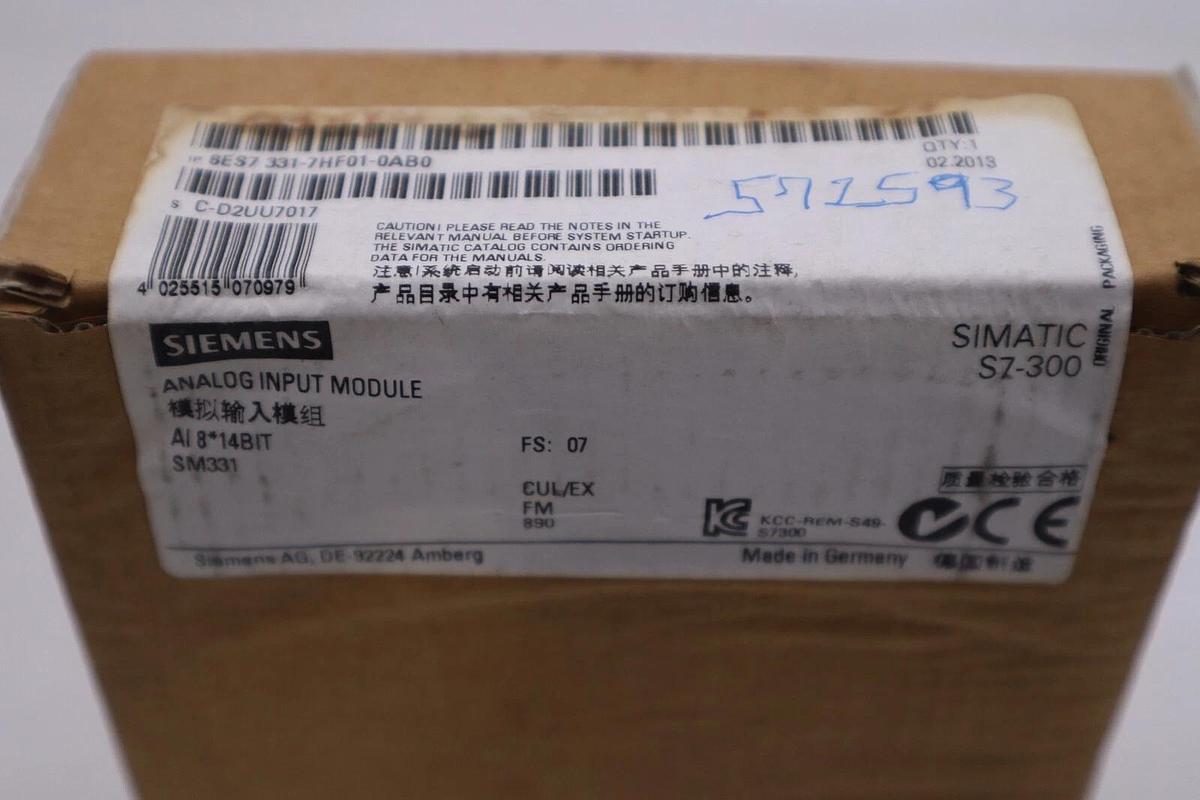 1P 6ES7 331-7HF01-0AB0
QTY:1
02.2013
S C-D2UU7017
571593
4 025515 070979
CAUTION! PLEASE READ THE NOTES IN THE
RELEVANT MANUAL BEFORE SYSTEM STARTUP.
THE SIMATIC CATALOG CONTAINS ORDERING
DATA FOR THE MANUALS.
注意!系统启动前请阅读相关产品手册中的注释,
产品目录中有相关产品手册的订购信息。
ORIGINAL PACKAGING
SIEMENS
SIMATIC
S7-300
ANALOG INPUT MODULE
模拟输入模组
AI 8*14BIT
SM331
FS: 07
CUL/EX
FM
890
质量检验合格
KCC-REM-S49-
S7300
CE
Siemens AG, DE-92224 Amberg
Made in Germany 德国制造